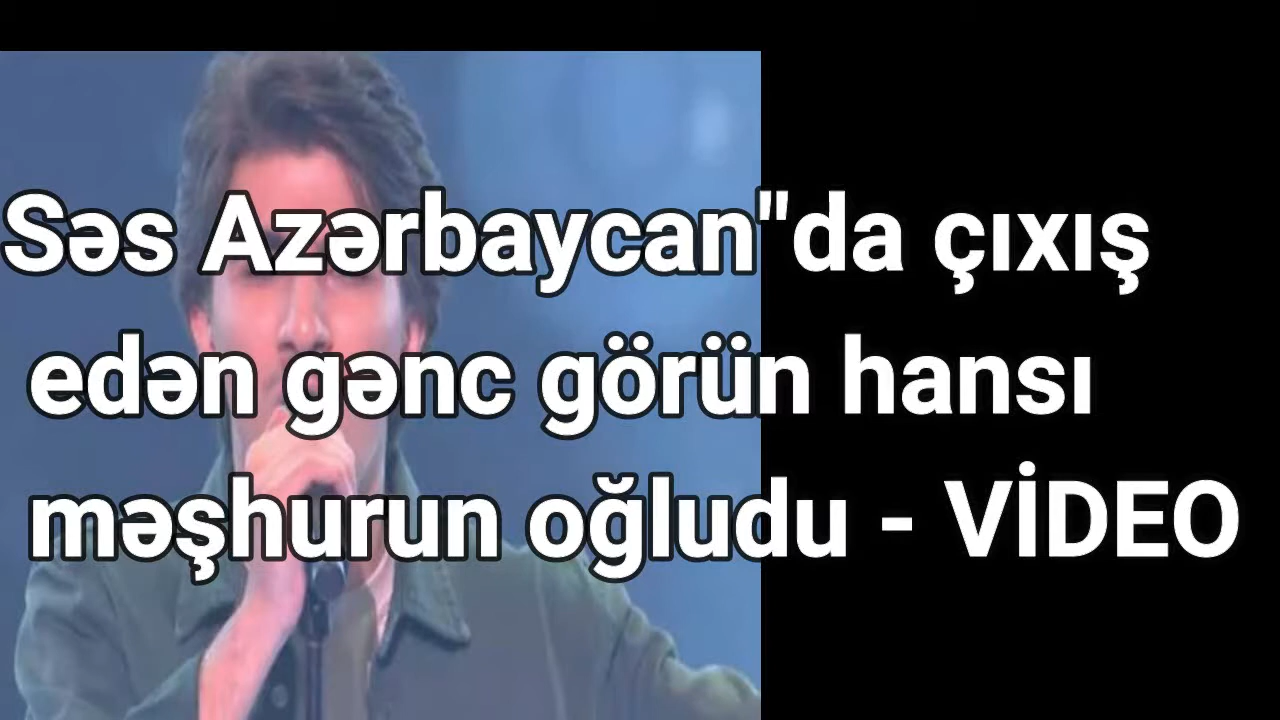 Səs Azərbaycan"da çıxış
edən gənc görün hansı
məşhurun oğludu - VİDEO